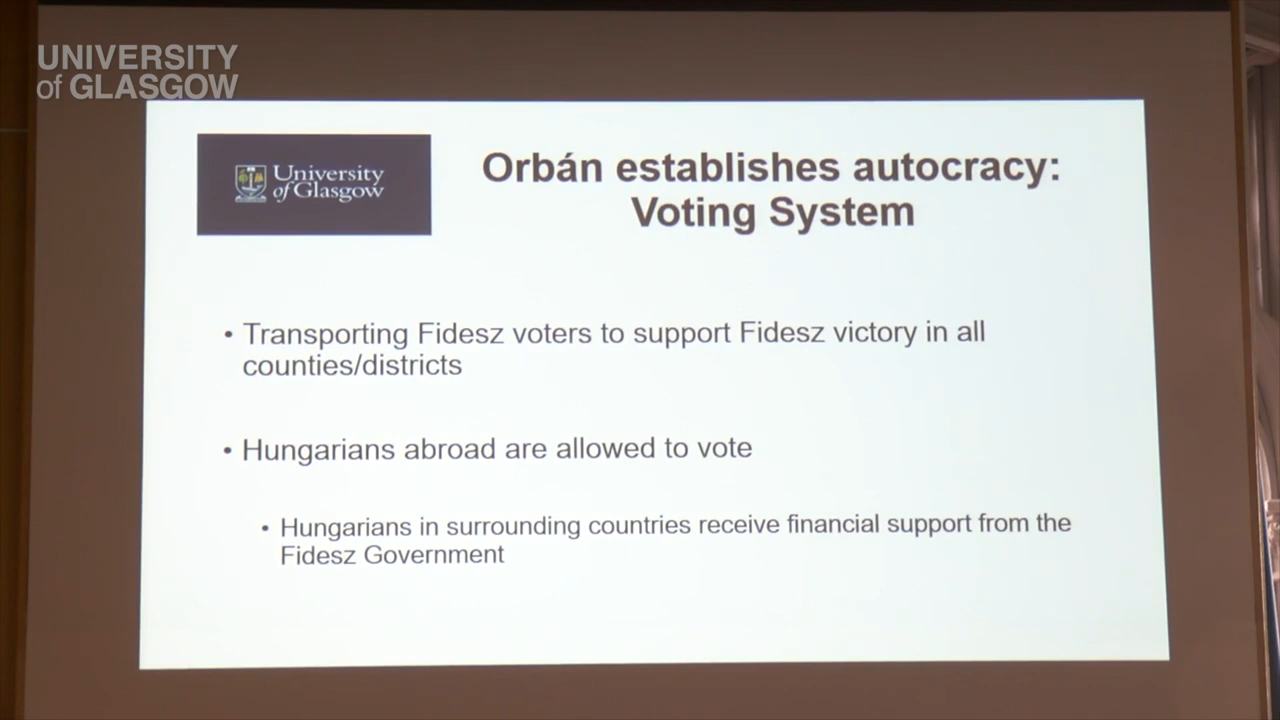 UNIVERSITY
of GLASGOW
University
of Glasgow
Orbán establishes autocracy:
Voting System
• Transporting Fidesz voters to support Fidesz victory in all
counties/districts
• Hungarians abroad are allowed to vote
• Hungarians in surrounding countries receive financial support from the
Fidesz Government